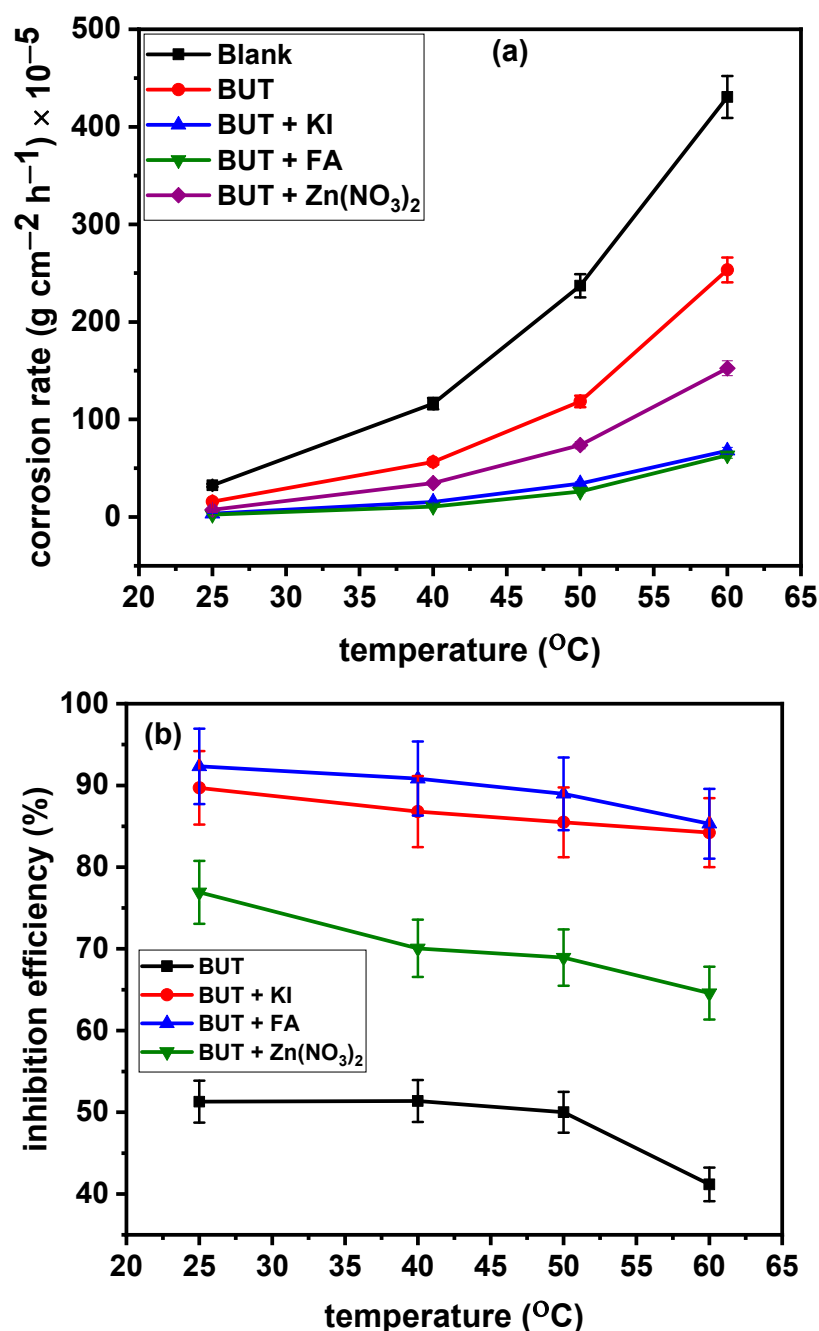 (a)
Blank
BUT
BUT + KI
BUT + FA
BUT + Zn(NO₃)₂
corrosion rate (g cm⁻² h⁻¹) × 10⁻⁵
500
400
300
200
100
0
20 25 30 35 40 45 50 55 60 65
temperature (⁰C)
(b)
BUT
BUT + KI
BUT + FA
BUT + Zn(NO₃)₂
inhibition efficiency (%)
100
90
80
70
60
50
40
20 25 30 35 40 45 50 55 60 65
temperature (⁰C)